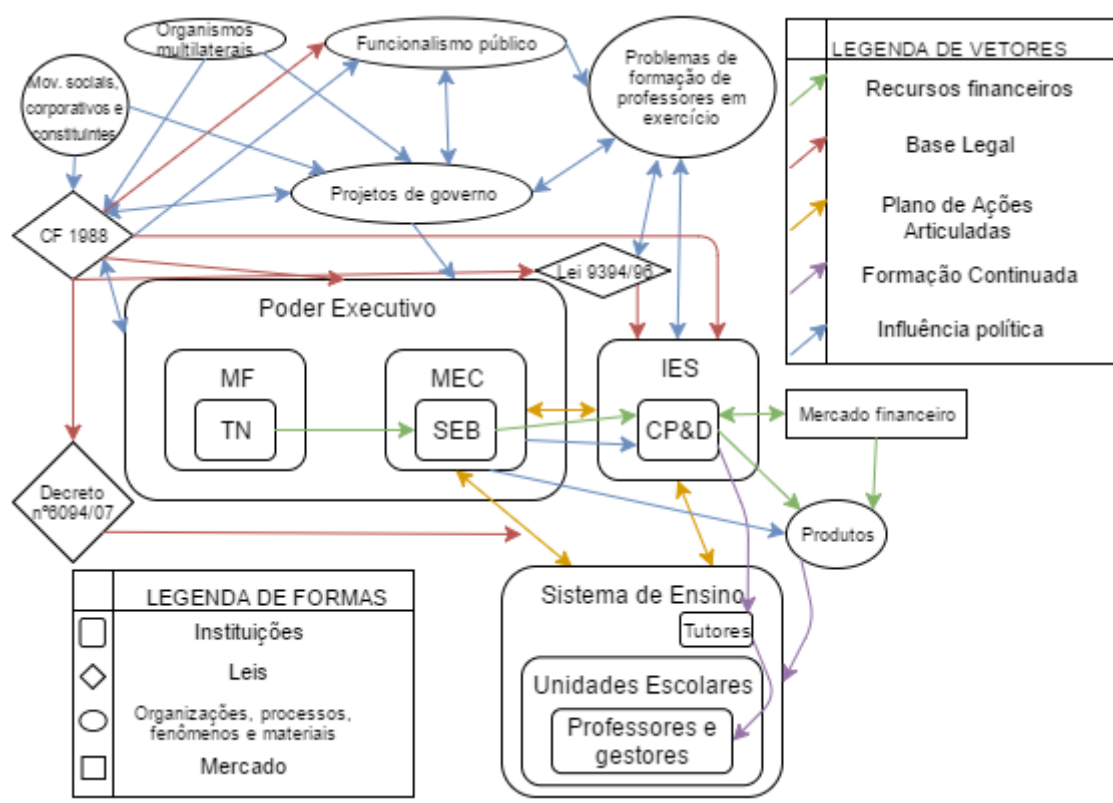 Organismos
multilaterais
Funcionalismo público
Problemas de
formação de
professores em
exercício
Mov. sociais,
corporativos e
constituintes
Projetos de governo
CF 1988
Lei 9394/96
LEGENDA DE VETORES
Recursos financeiros
Base Legal
Plano de Ações
Articuladas
Formação Continuada
Influência política
Poder Executivo
MF
TN
MEC
SEB
IES
CP&D
Mercado financeiro
Produtos
Decreto
nº6094/07
LEGENDA DE FORMAS
Instituições
Leis
Organizações, processos,
fenômenos e materiais
Mercado
Sistema de Ensino
Tutores
Unidades Escolares
Professores e
gestores